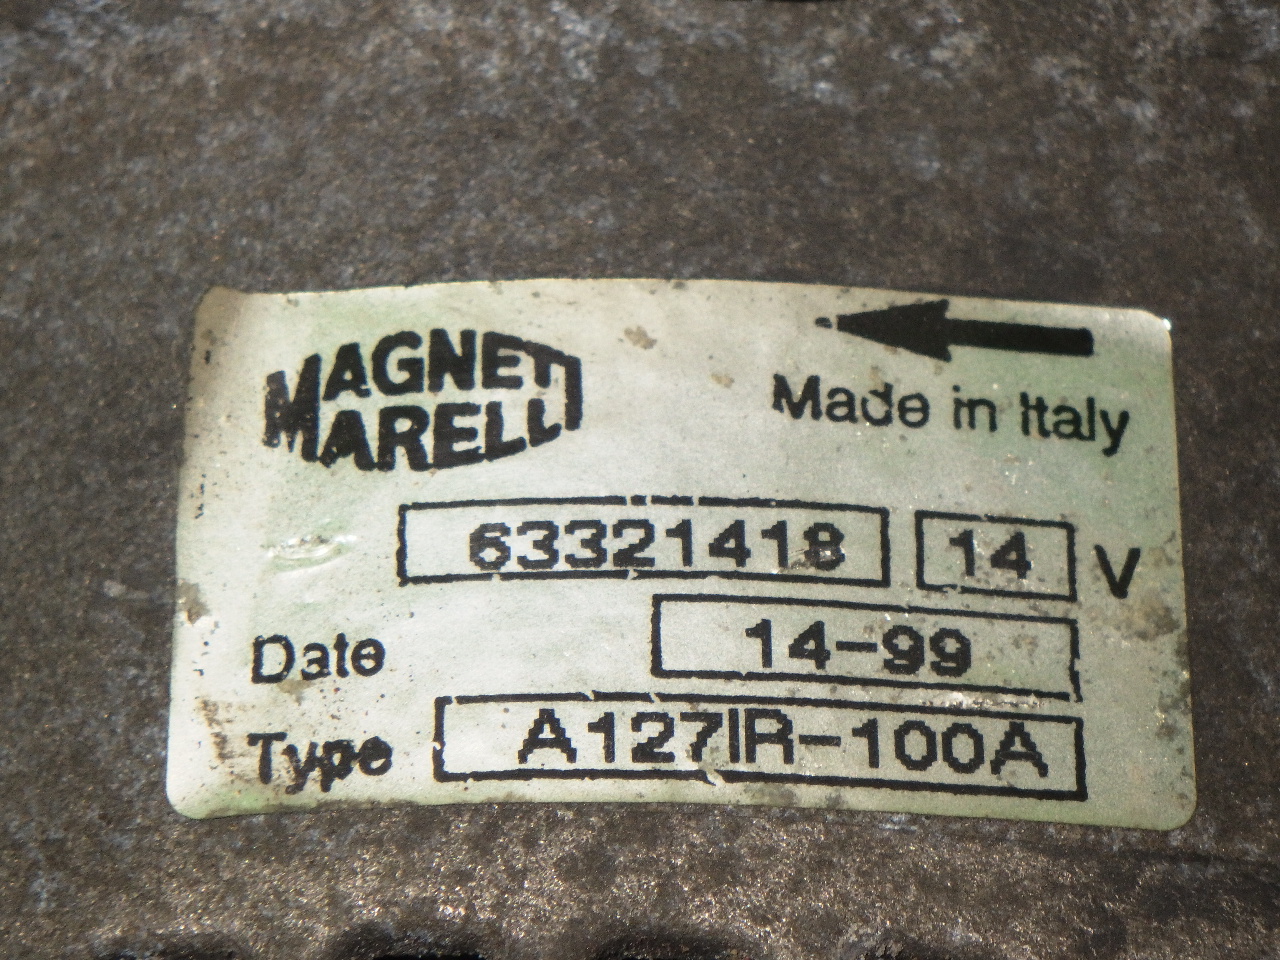 MAGNETI
MARELLI
Made in Italy
63321418 14 V
Date 14-99
Type A127IR-100A